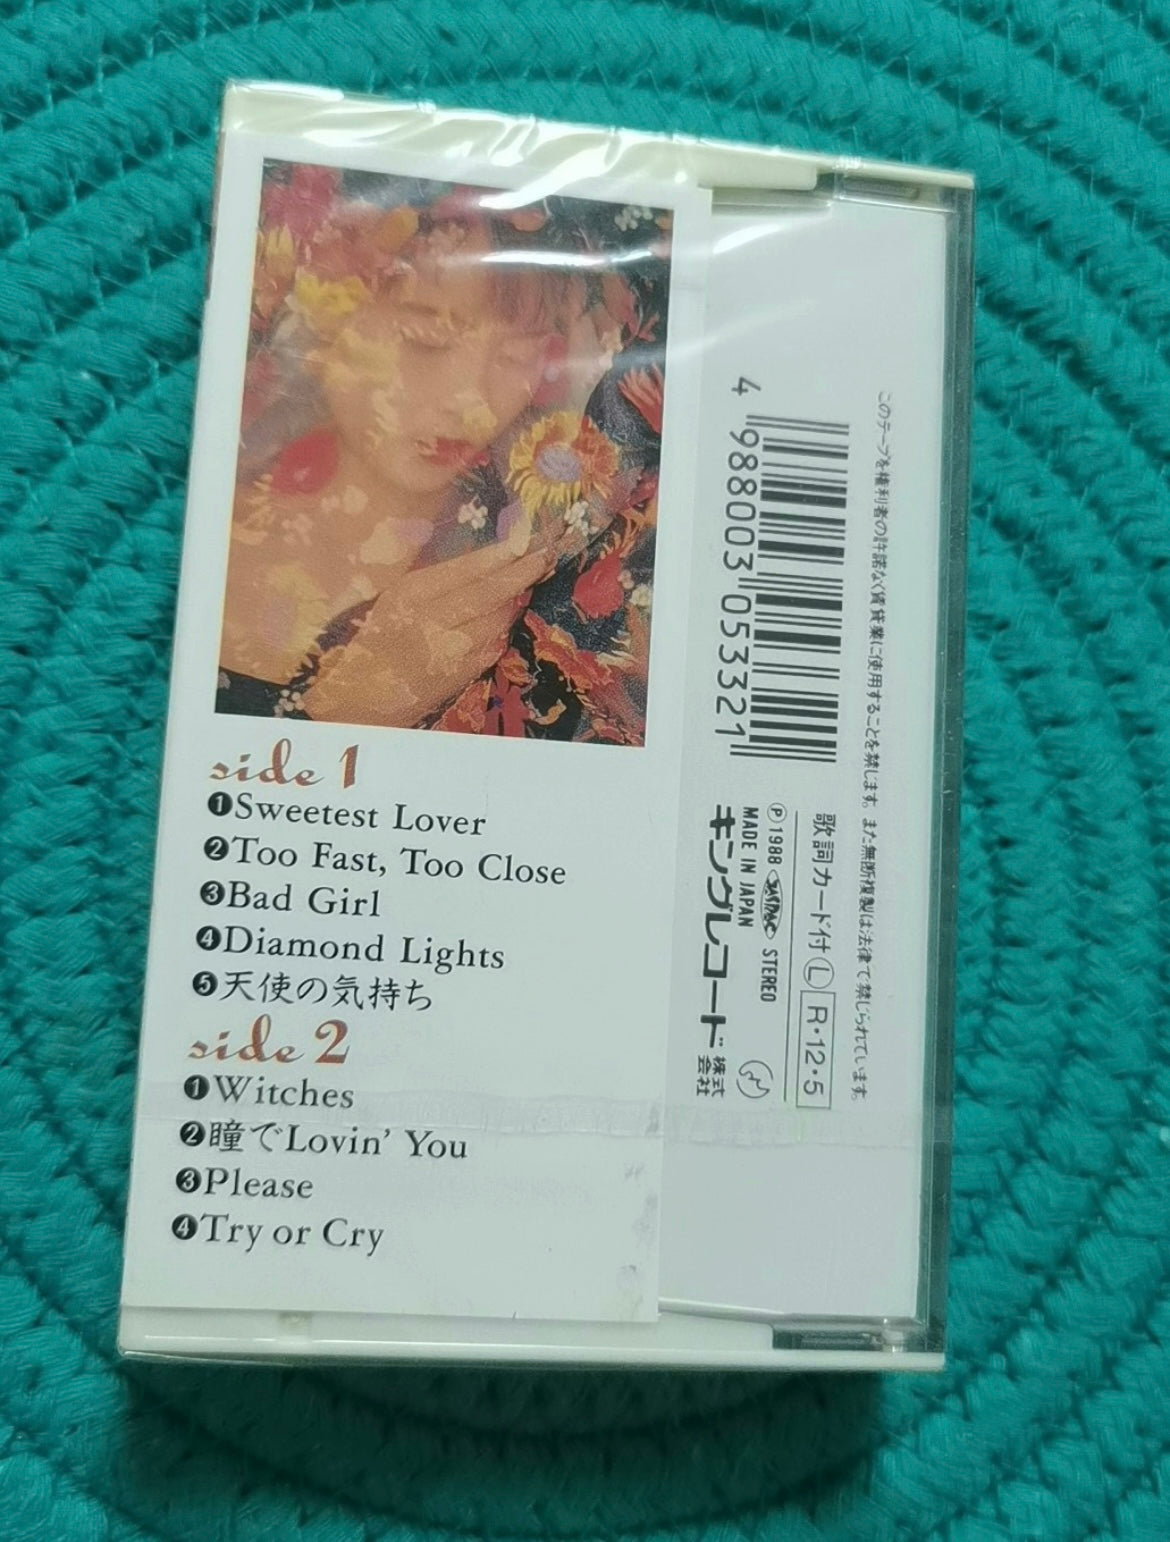 side 1
❶Sweetest Lover
❷Too Fast, Too Close
❸Bad Girl
❹Diamond Lights
❺天使の気持ち
side 2
❶Witches
❷瞳でLovin' You
❸Please
❹Try or Cry
このテープを権利者の許諾なく賃貸業に使用することを禁じます。また無断複製は法律で禁じられています。
4 988003 053321
歌詞カード付 Ⓛ R・12・5
Ⓟ1988 JASRAC STEREO
MADE IN JAPAN
キングレコード株式会社